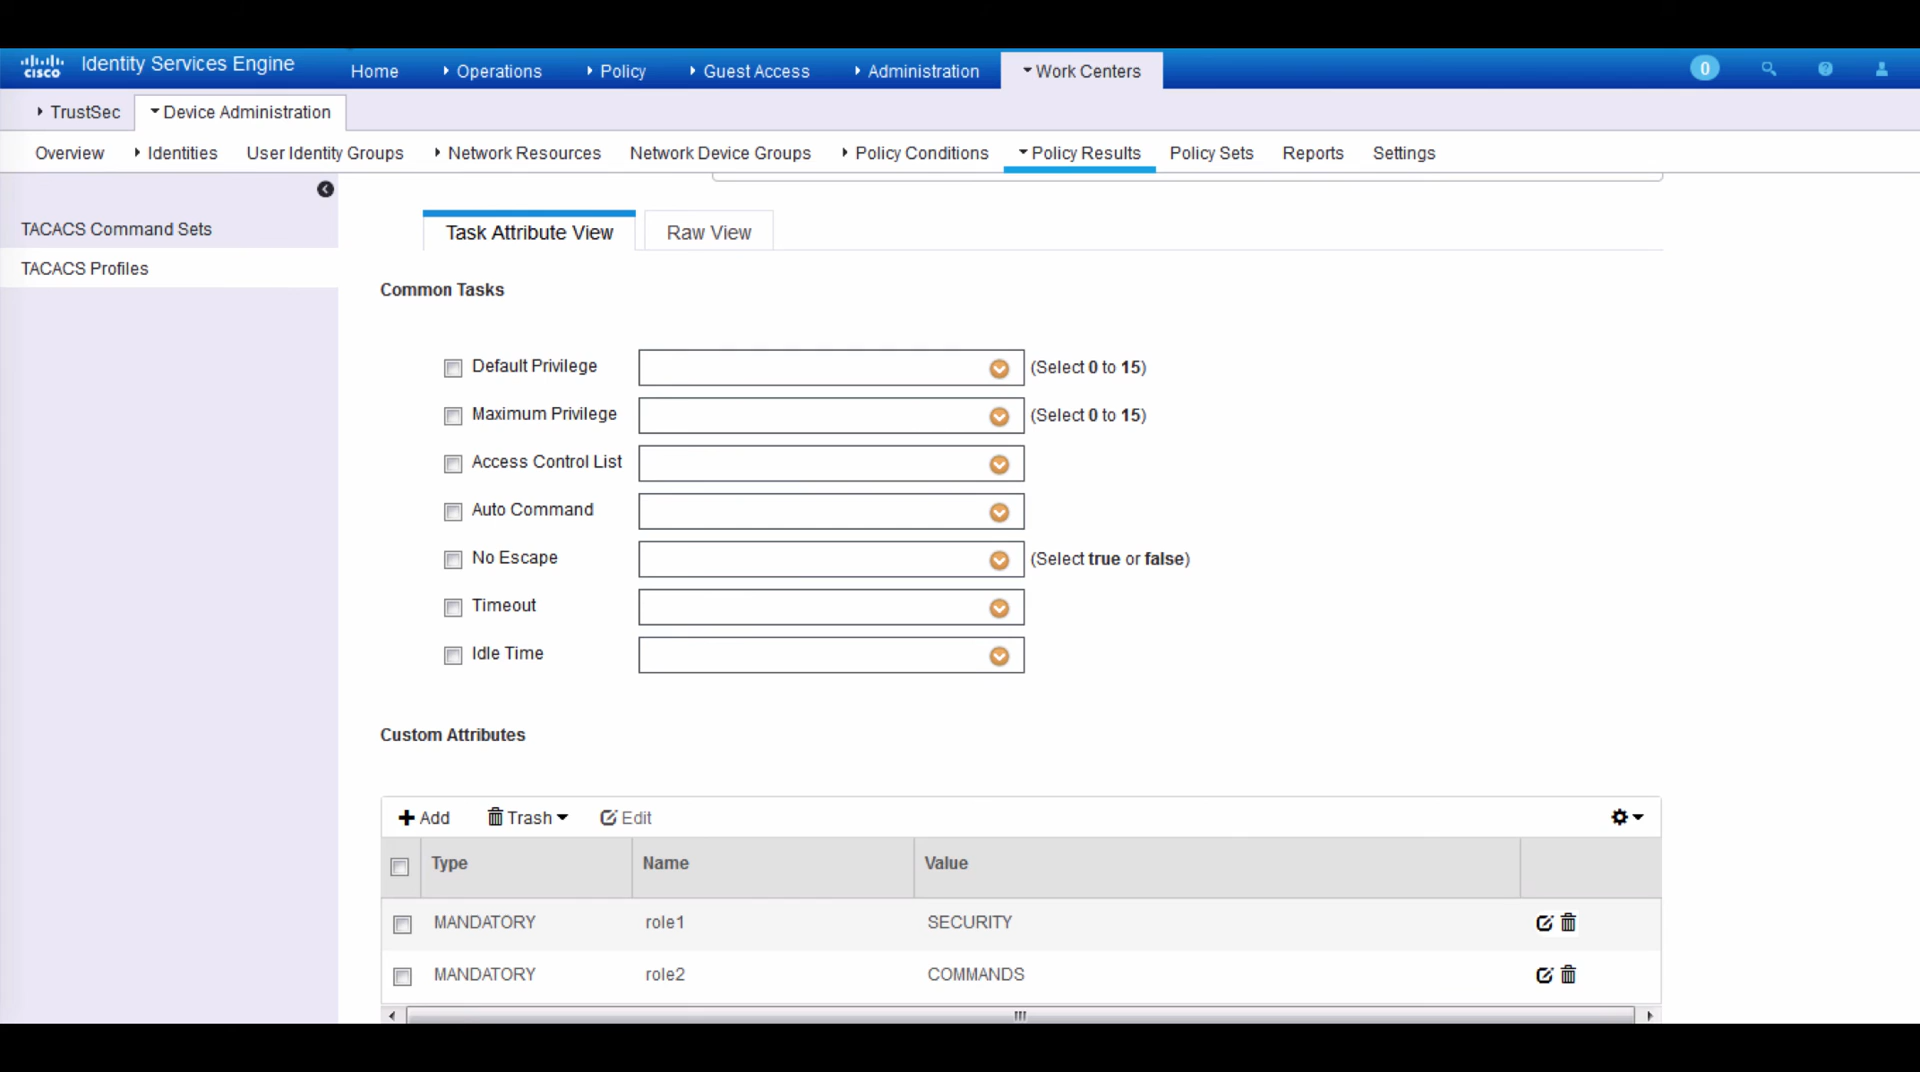 cisco Identity Services Engine Home Operations Policy Guest Access Administration Work Centers 0
TrustSec Device Administration
Overview Identities User Identity Groups Network Resources Network Device Groups Policy Conditions Policy Results Policy Sets Reports Settings
TACACS Command Sets
TACACS Profiles
Task Attribute View Raw View
Common Tasks
Default Privilege (Select 0 to 15)
Maximum Privilege (Select 0 to 15)
Access Control List
Auto Command
No Escape (Select true or false)
Timeout
Idle Time
Custom Attributes
Add Trash Edit
Type Name Value
MANDATORY role1 SECURITY
MANDATORY role2 COMMANDS